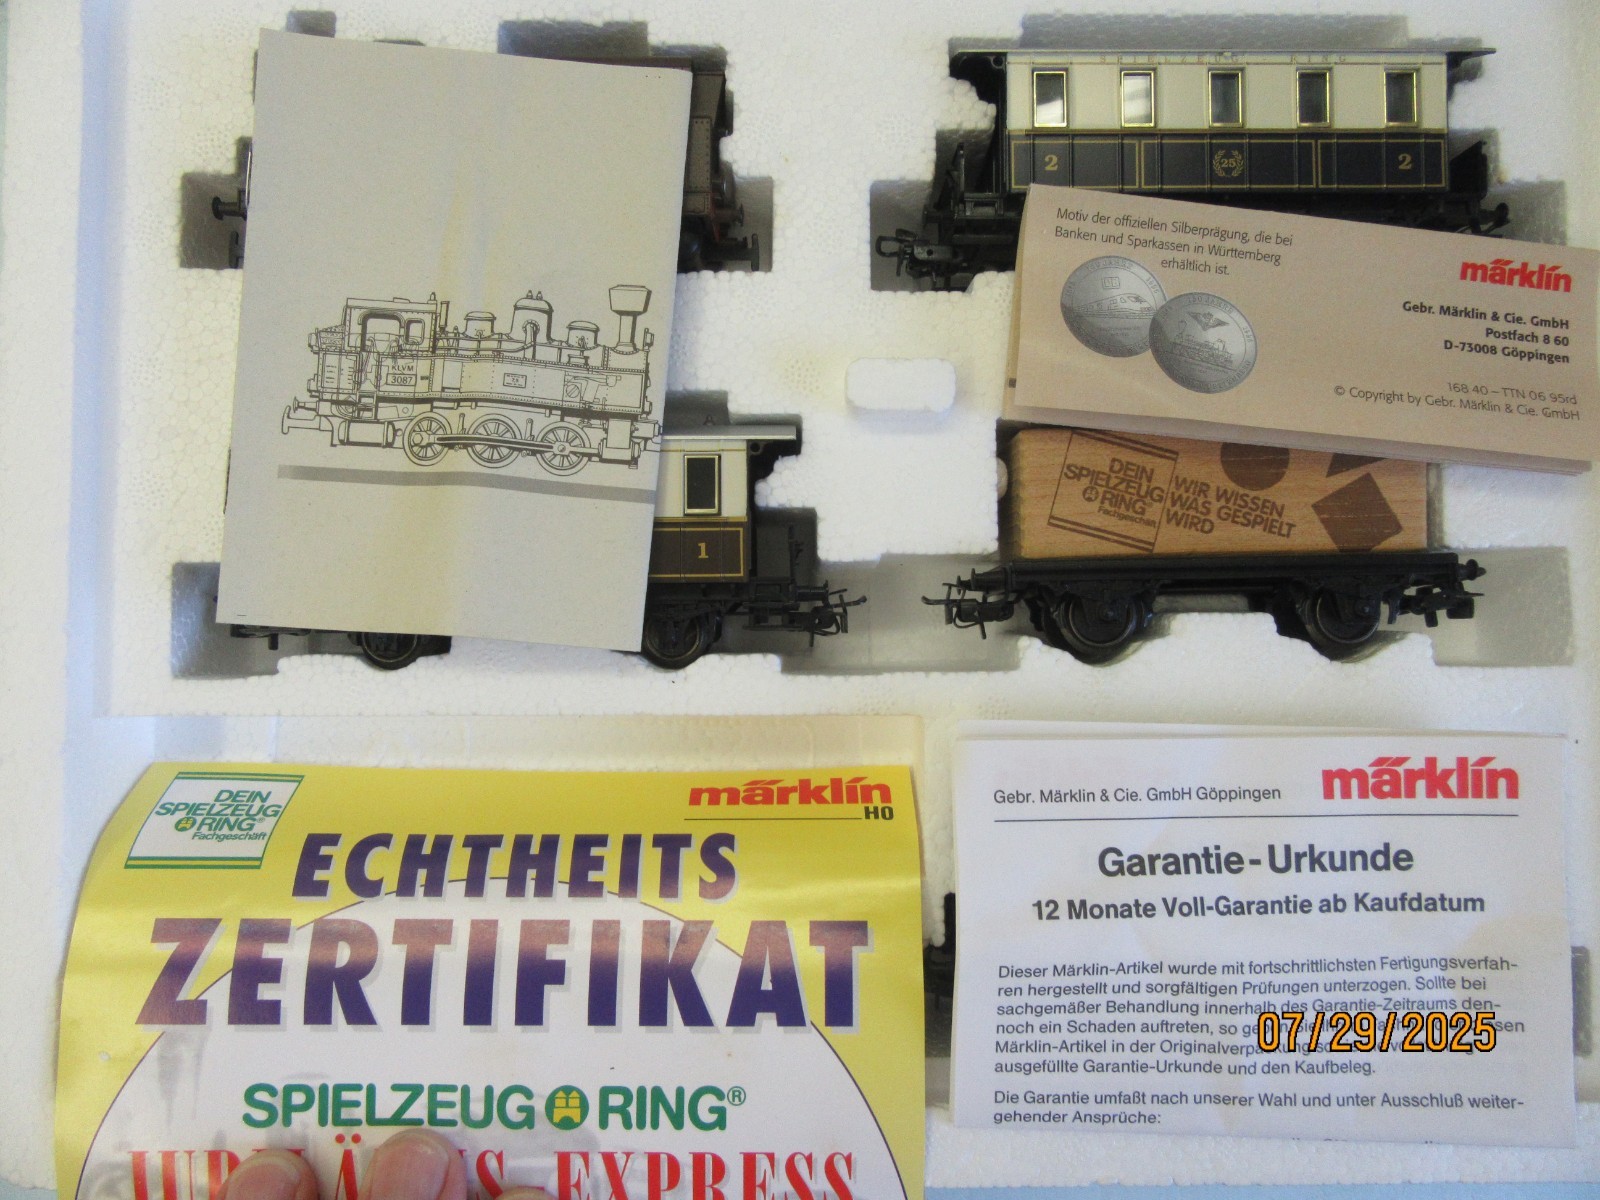 SPIELZEUG - RING
2
25
2
Motiv der offiziellen Silberprägung, die bei
Banken und Sparkassen in Württemberg
erhältlich ist.
märklin
Gebr. Märklin & Cie. GmbH
Postfach 8 60
D-73008 Göppingen
168 40 – TTN 06 95rd
© Copyright by Gebr. Märklin & Cie. GmbH
KLVM
3087
1
DEIN
SPIELZEUG
RING®
Fachgeschäft
WIR WISSEN
WAS GESPIELT
WIRD
DEIN
SPIELZEUG
RING®
Fachgeschäft
märklin
H0
ECHTHEITS
ZERTIFIKAT
SPIELZEUG RING®
EXPRESS
Gebr. Märklin & Cie. GmbH Göppingen
märklin
Garantie-Urkunde
12 Monate Voll-Garantie ab Kaufdatum
Dieser Märklin-Artikel wurde mit fortschrittlichsten Fertigungsverfah-
ren hergestellt und sorgfältigen Prüfungen unterzogen. Sollte bei
sachgemäßer Behandlung innerhalb des Garantie-Zeitraums den-
noch ein Schaden auftreten, so
Märklin-Artikel in der
ausgefüllte Garantie-Urkunde und den Kaufbeleg.
Die Garantie umfaßt nach unserer Wahl und unter Ausschluß weiter-
gehender Ansprüche:
07/29/2025